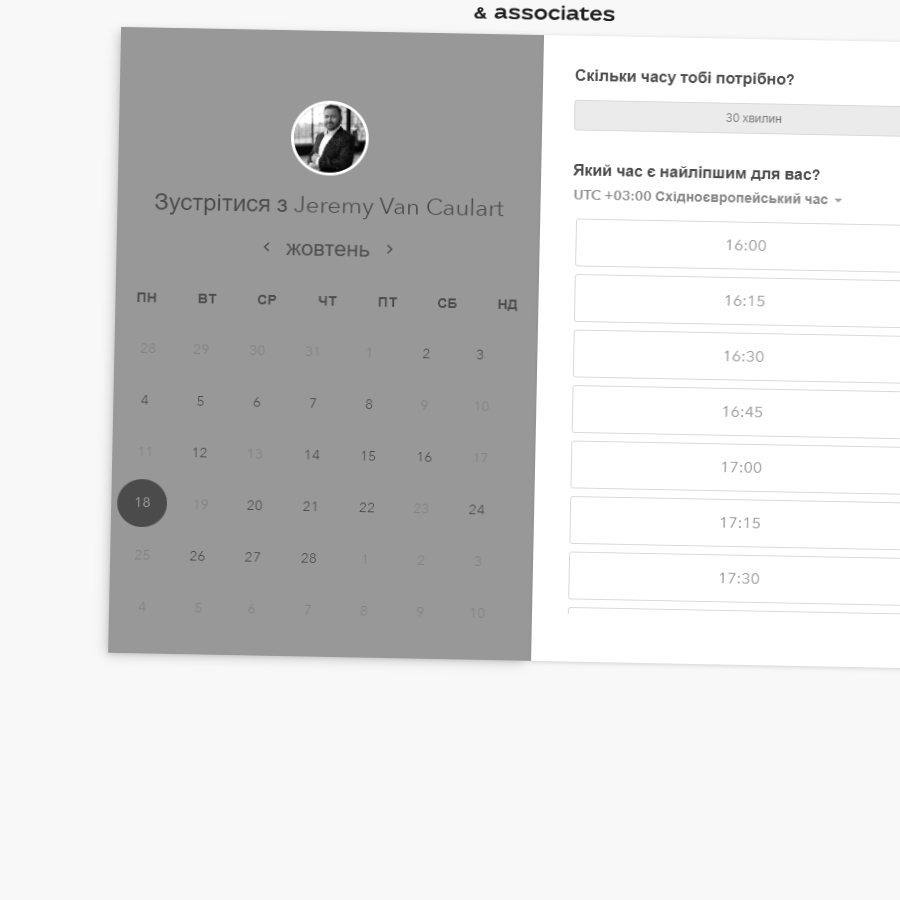 & associates
Зустрітися з Jeremy Van Caulart
жовтень
ПН ВТ СР ЧТ ПТ СБ НД
28 29 30 31 1 2 3
4 5 6 7 8 9 10
11 12 13 14 15 16 17
18 19 20 21 22 23 24
25 26 27 28 1 2 3
4 5 6 7 8 9 10
Скільки часу тобі потрібно?
30 хвилин
Який час є найліпшим для вас?
UTC +03:00 Східноєвропейський час
16:00
16:15
16:30
16:45
17:00
17:15
17:30